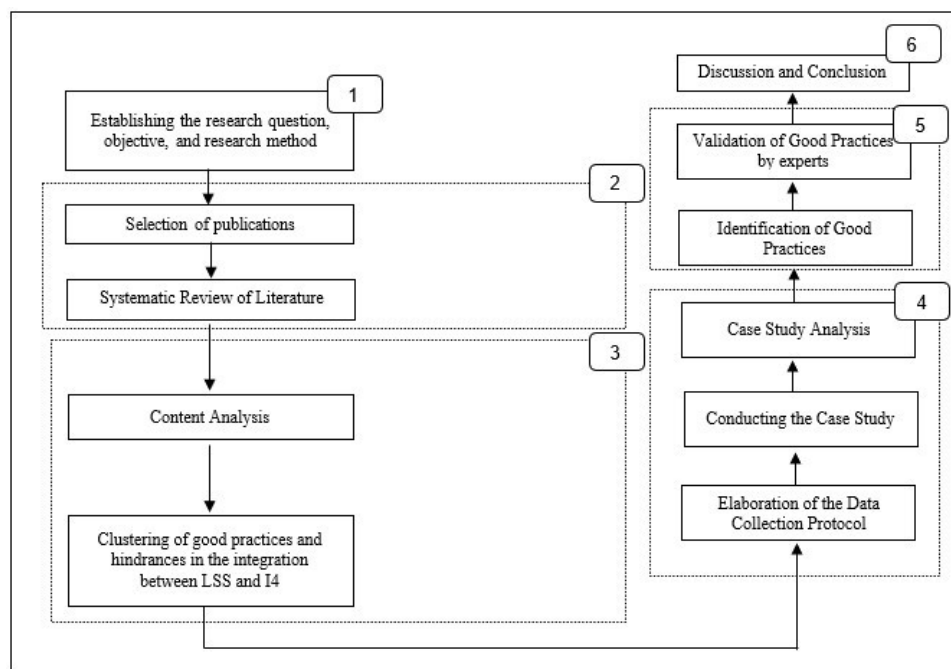 1
Establishing the research question,
objective, and research method
2
Selection of publications
Systematic Review of Literature
3
Content Analysis
Clustering of good practices and
hindrances in the integration
between LSS and I4
4
Elaboration of the Data
Collection Protocol
Conducting the Case Study
Case Study Analysis
5
Identification of Good
Practices
Validation of Good Practices
by experts
6
Discussion and Conclusion